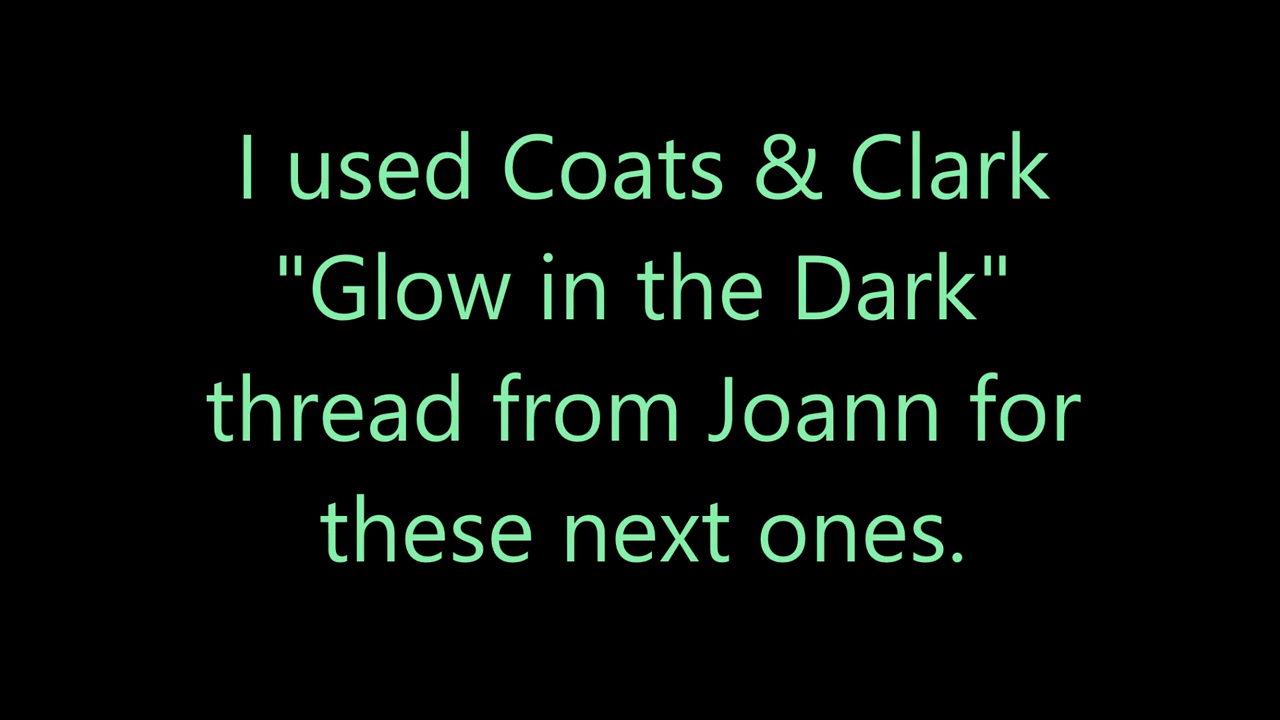 I used Coats & Clark
"Glow in the Dark"
thread from Joann for
these next ones.